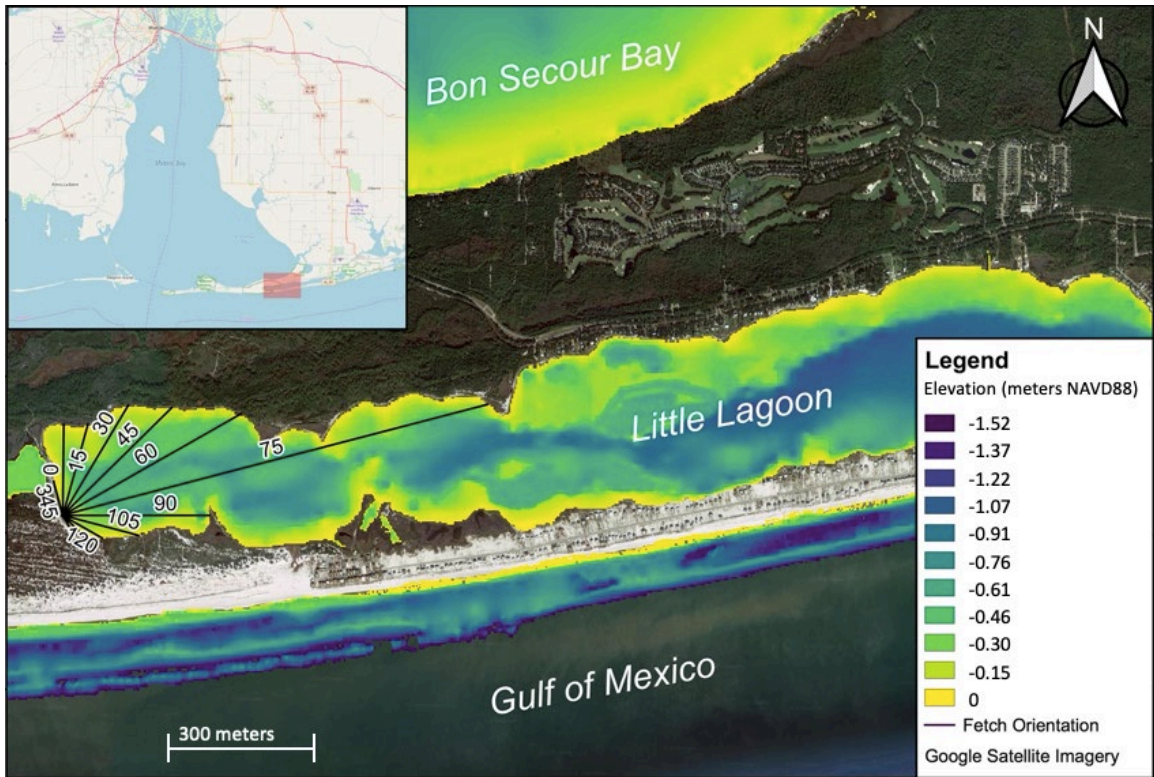 Bon Secour Bay
N
Mobile Bay
Little Lagoon
0
15
30
45
60
75
90
105
120
345
Gulf of Mexico
300 meters
Legend
Elevation (meters NAVD88)
-1.52
-1.37
-1.22
-1.07
-0.91
-0.76
-0.61
-0.46
-0.30
-0.15
0
Fetch Orientation
Google Satellite Imagery